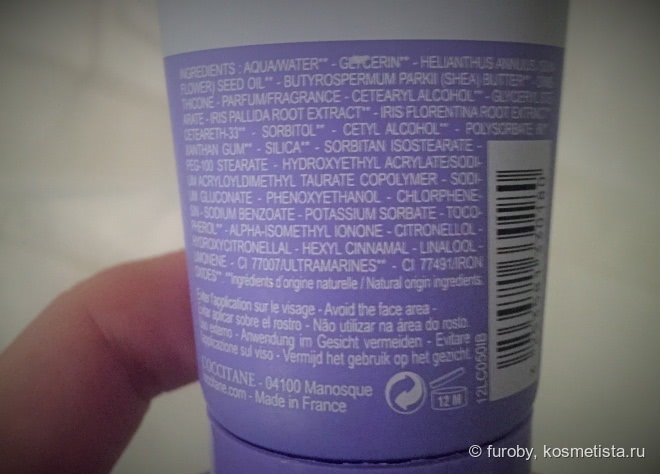 INGREDIENTS : AQUA/WATER** - GLYCERIN** - HELIANTHUS ANNUUS
FLOWER) SEED OIL** - BUTYROSPERMUM PARKII (SHEA) BUTTER** -
THICONE - PARFUM/FRAGRANCE - CETEARYL ALCOHOL** - GLYCERYL
ARATE - IRIS PALLIDA ROOT EXTRACT** - IRIS FLORENTINA ROOT EXTRACT**
CETEARETH-33** - SORBITOL** - CETYL ALCOHOL** - POLYSORBATE
XANTHAN GUM** - SILICA** - SORBITAN ISOSTEARATE -
PEG-100 STEARATE - HYDROXYETHYL ACRYLATE/SODI-
UM ACRYLOYLDIMETHYL TAURATE COPOLYMER - SODI-
UM GLUCONATE - PHENOXYETHOL - CHLORPHENE-
SIN - SODIUM BENZOATE - POTASSIUM SORBATE - TOCO-
PHEROL** - ALPHA-ISOMETHYL IONONE - CITRONELLOL -
HYDROXYCITRONELLAL - HEXYL CINNAMAL - LINALOOL -
LIMONENE - CI 77007/ULTRAMARINES** - CI 77491/IRON
OXIDES** **Ingrédients d'origine naturelle / Natural origin ingredients.
Eviter l'application sur le visage - Avoid the face area -
Evitar aplicar sobre el rostro - Não utilizar na área do rosto.
Uso externo - Anwendung im Gesicht vermeiden - Evitare
l'applicazione sul viso - Vermijd het gebruik op het gezicht.
L'OCCITANE - 04100 Manosque
loccitane.com - Made in France
12 M
12LC050IB
© furoby, kosmetista.ru